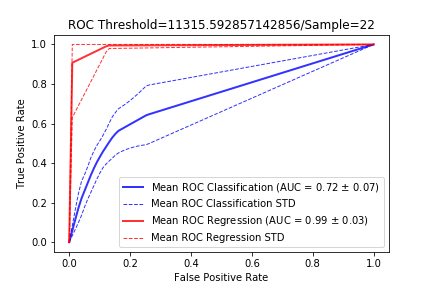 ROC Threshold=11315.592857142856/Sample=22
1.0
0.8
0.6
0.4
0.2
0.0
True Positive Rate
Mean ROC Classification (AUC = 0.72 ± 0.07)
Mean ROC Classification STD
Mean ROC Regression (AUC = 0.99 ± 0.03)
Mean ROC Regression STD
0.0 0.2 0.4 0.6 0.8 1.0
False Positive Rate